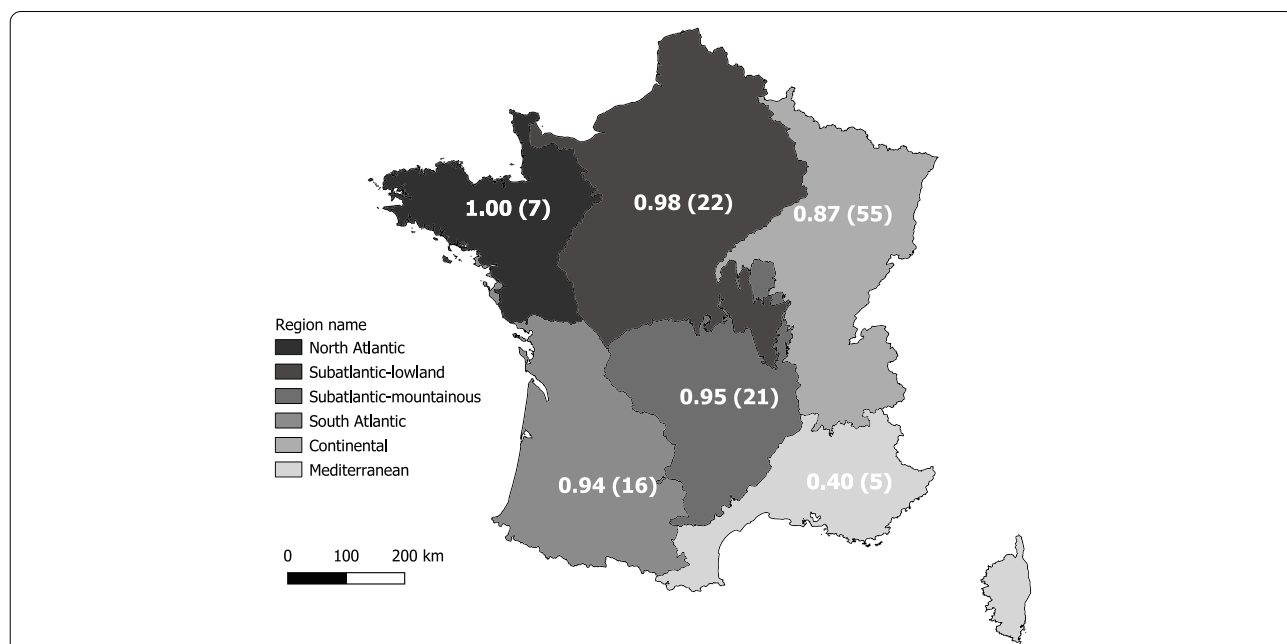 1.00 (7)
0.98 (22)
0.87 (55)
Region name
North Atlantic
Subatlantic-lowland
Subatlantic-mountainous
South Atlantic
Continental
Mediterranean
0.95 (21)
0.94 (16)
0.40 (5)
0 100 200 km